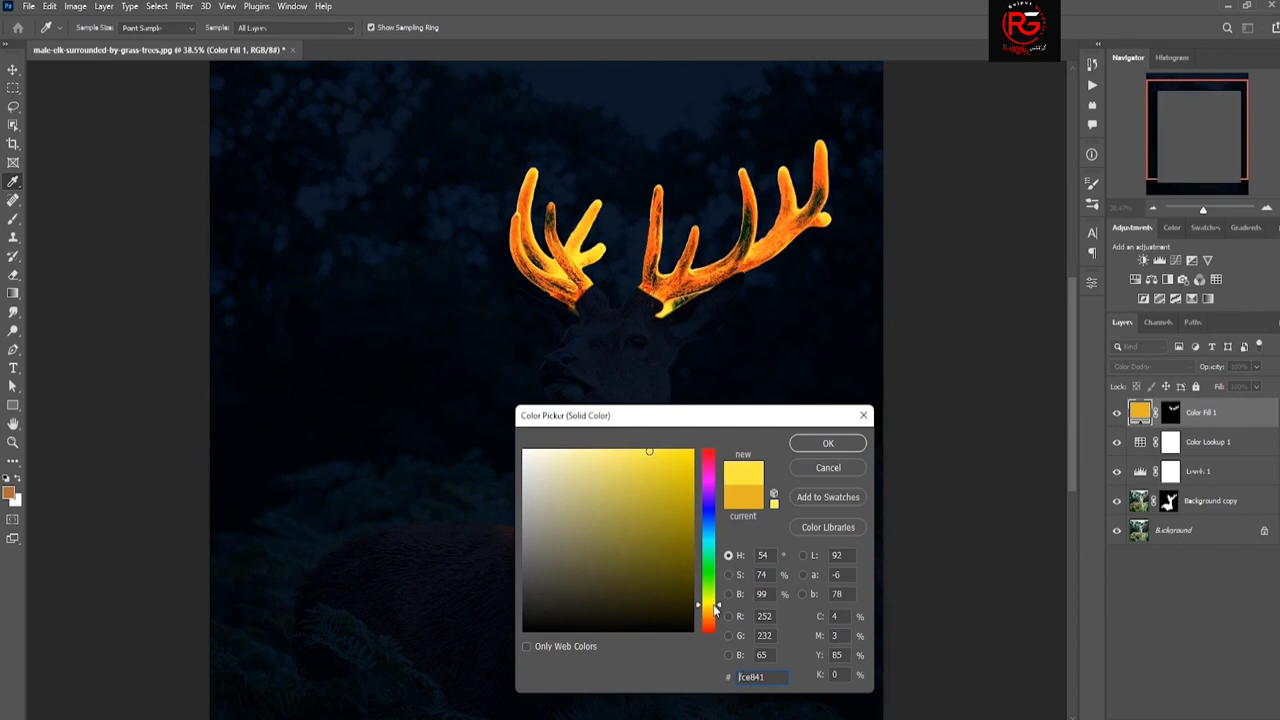 File Edit Image Layer Type Select Filter 3D View Plugins Window Help
Sample Size: Point Sample Sample: All Layers Show Sampling Ring
RG
male-elk-surrounded-by-grass-trees.jpg @ 38.5% (Color Fill 1, RGB/8#) *
Navigator Histogram
Adjustments Color Swatches Gradients
Add an adjustment
Layers Channels Paths
Kind
Color Dodge Opacity: 100%
Lock: Fill: 100%
Color Fill 1
Color Lookup 1
Levels 1
Background copy
Background
Color Picker (Solid Color)
new
current
OK
Cancel
Add to Swatches
Color Libraries
H: 54 ° L: 92
S: 74 % a: -6
B: 99 % b: 78
R: 252 C: 4 %
G: 232 M: 3 %
B: 65 Y: 85 %
# fce841 K: 0 %
Only Web Colors